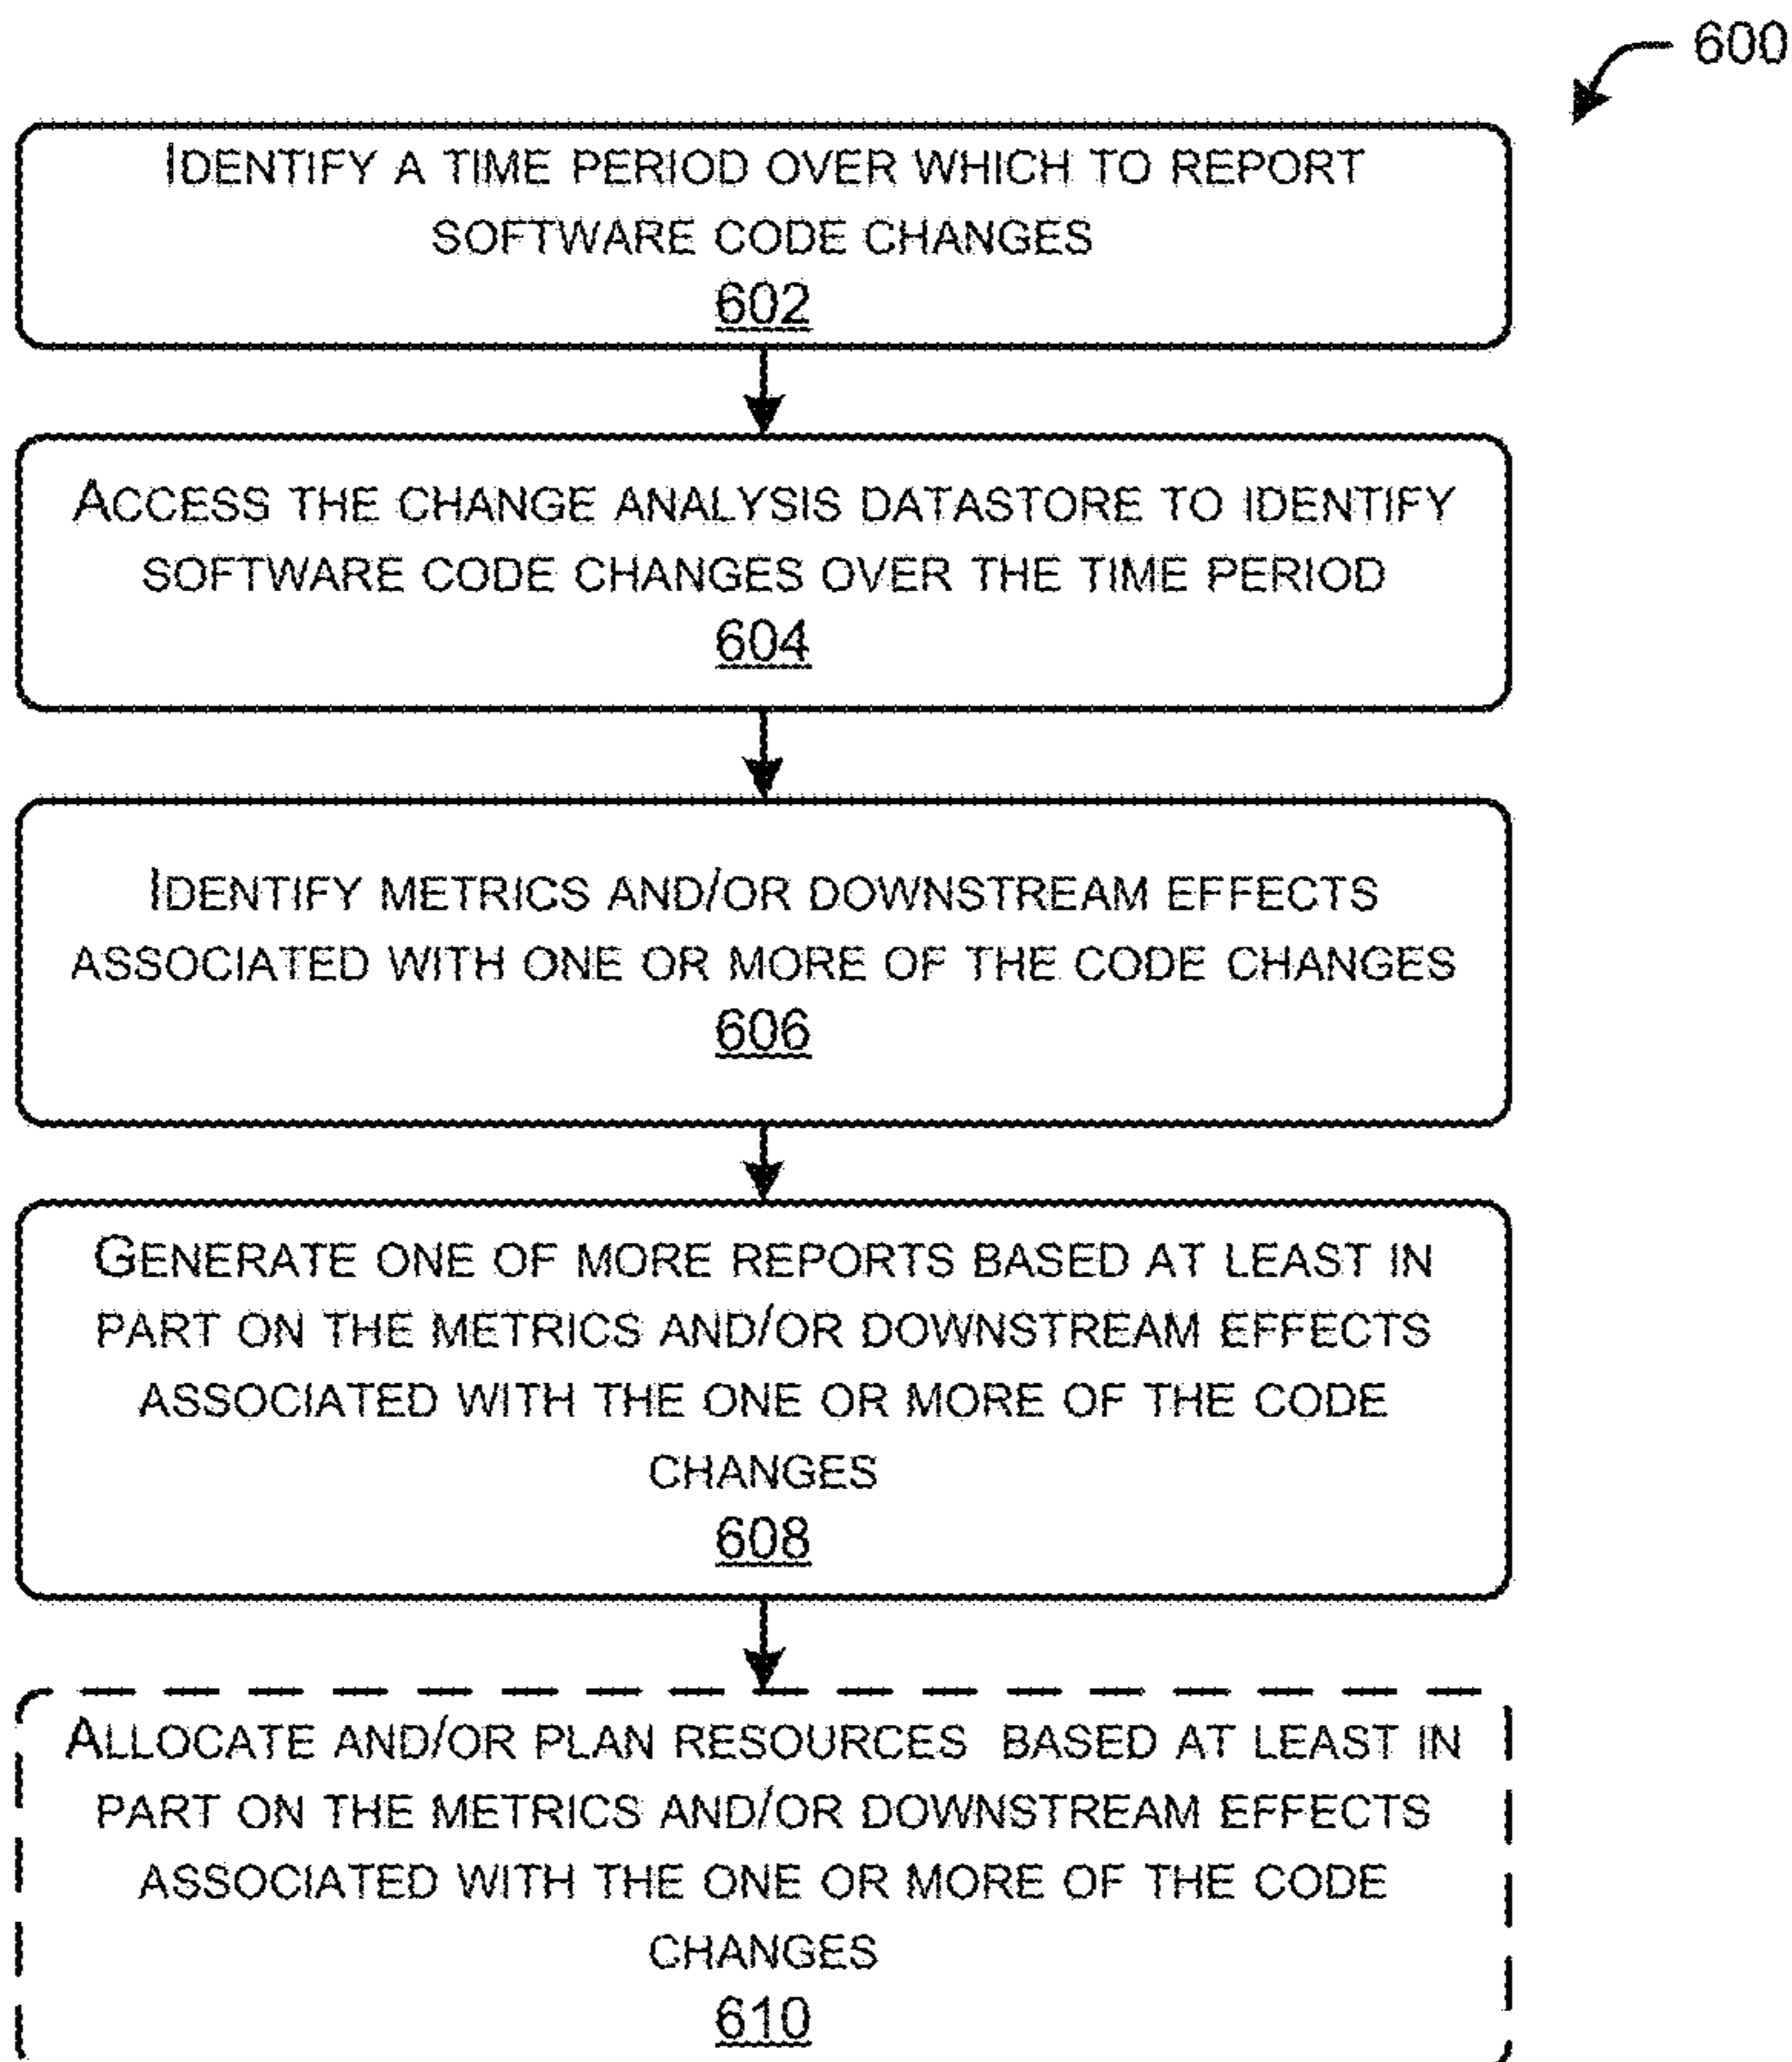 600
IDENTIFY A TIME PERIOD OVER WHICH TO REPORT
SOFTWARE CODE CHANGES
602
ACCESS THE CHANGE ANALYSIS DATASTORE TO IDENTIFY
SOFTWARE CODE CHANGES OVER THE TIME PERIOD
604
IDENTIFY METRICS AND/OR DOWNSTREAM EFFECTS
ASSOCIATED WITH ONE OR MORE OF THE CODE CHANGES
606
GENERATE ONE OF MORE REPORTS BASED AT LEAST IN
PART ON THE METRICS AND/OR DOWNSTREAM EFFECTS
ASSOCIATED WITH THE ONE OR MORE OF THE CODE
CHANGES
608
ALLOCATE AND/OR PLAN RESOURCES BASED AT LEAST IN
PART ON THE METRICS AND/OR DOWNSTREAM EFFECTS
ASSOCIATED WITH THE ONE OR MORE OF THE CODE
CHANGES
610